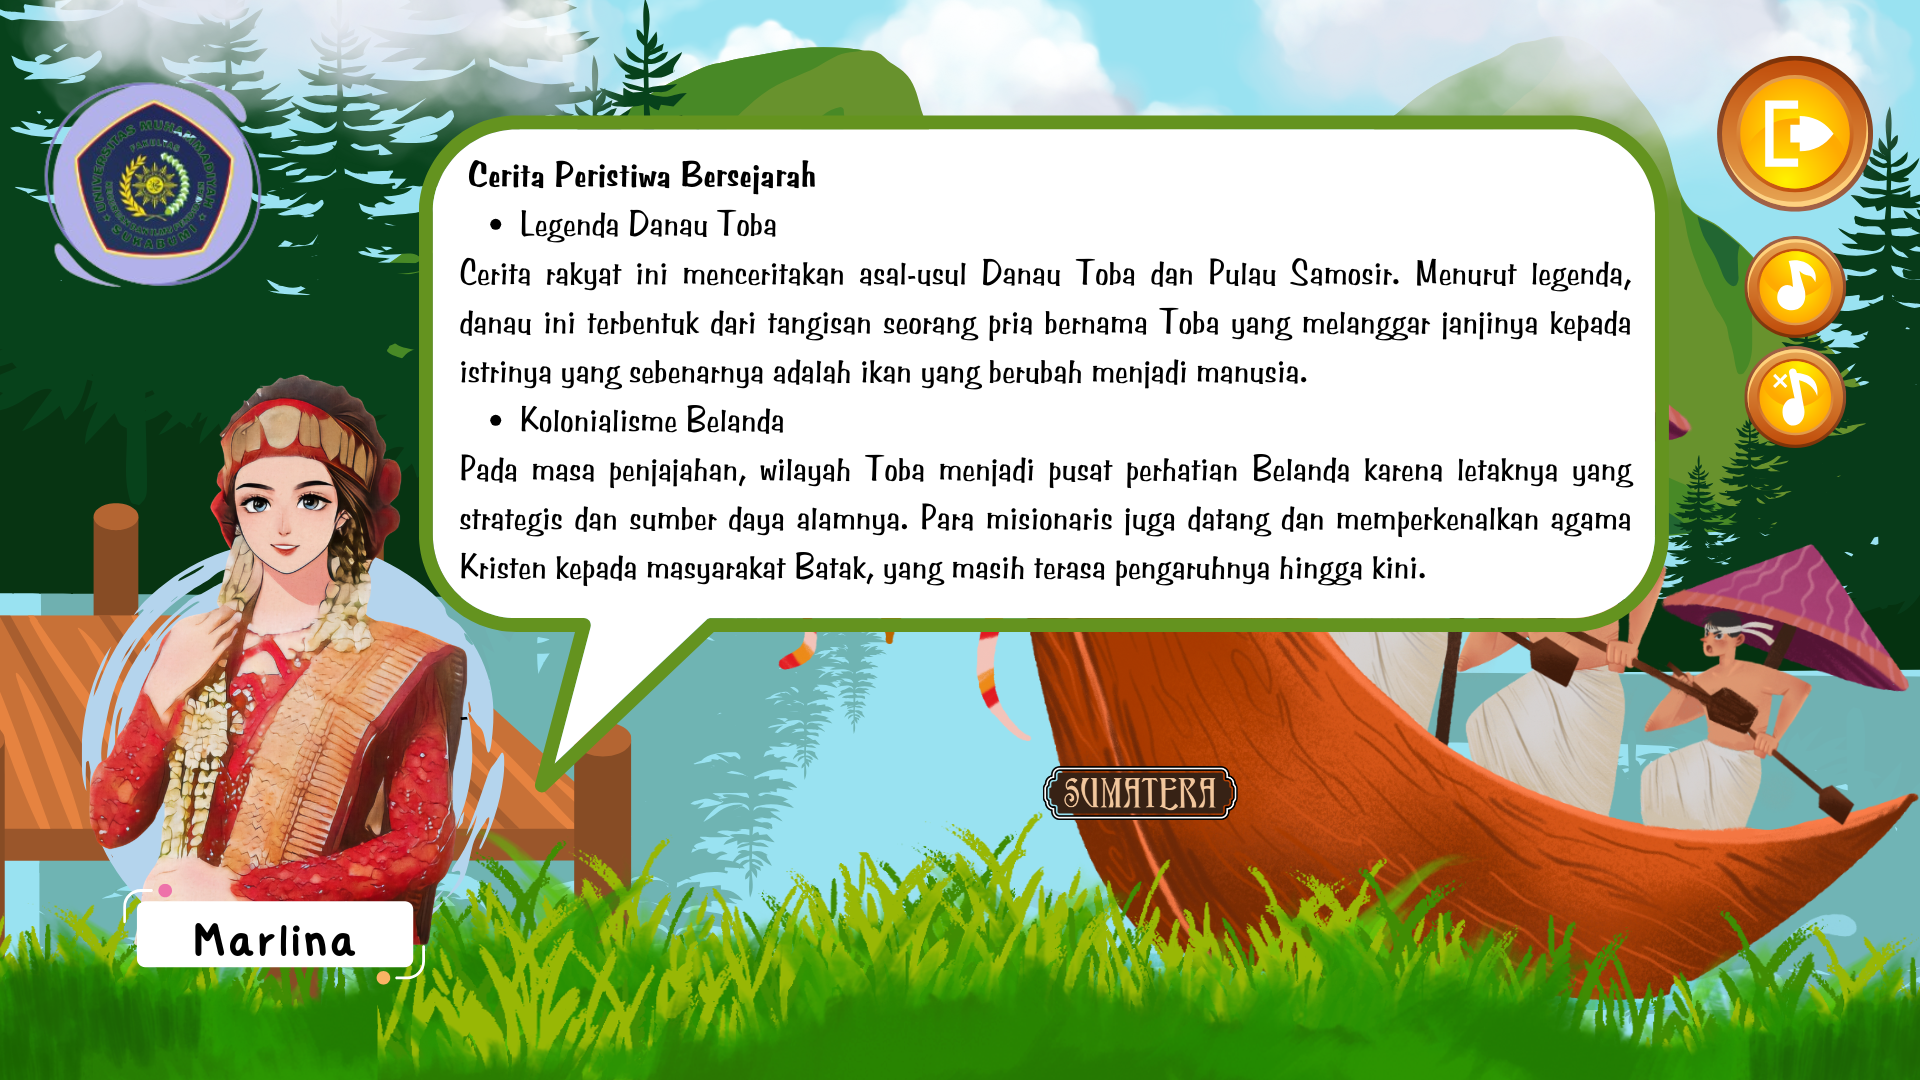 UNIVERSITAS MUHAMMADIYAH
FAKULTAS
SUKABUMI
Cerita Peristiwa Bersejarah
• Legenda Danau Toba
Cerita rakyat ini menceritakan asal-usul Danau Toba dan Pulau Samosir. Menurut legenda,
danau ini terbentuk dari tangisan seorang pria bernama Toba yang melanggar janjinya kepada
istrinya yang sebenarnya adalah ikan yang berubah menjadi manusia.
• Kolonialisme Belanda
Pada masa penjajahan, wilayah Toba menjadi pusat perhatian Belanda karena letaknya yang
strategis dan sumber daya alamnya. Para misionaris juga datang dan memperkenalkan agama
Kristen kepada masyarakat Batak, yang masih terasa pengaruhnya hingga kini.
SUMATERA
Marlina